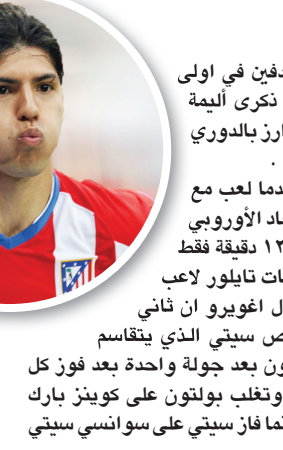 دفين في اولى
ذكرى أليمة
ارز بالدوري
.
دما لعب مع
اد الأوروبي
١٣ دقيقة فقط
ات تايلور لاعب
ل اغويرو ان ثاني
ص سيتي الذي يتقاسم
ون بعد جولة واحدة بعد فوز كل
وتغلب بولتون على كوينز بارك
نما فاز سيتي على سوانسي سيتي